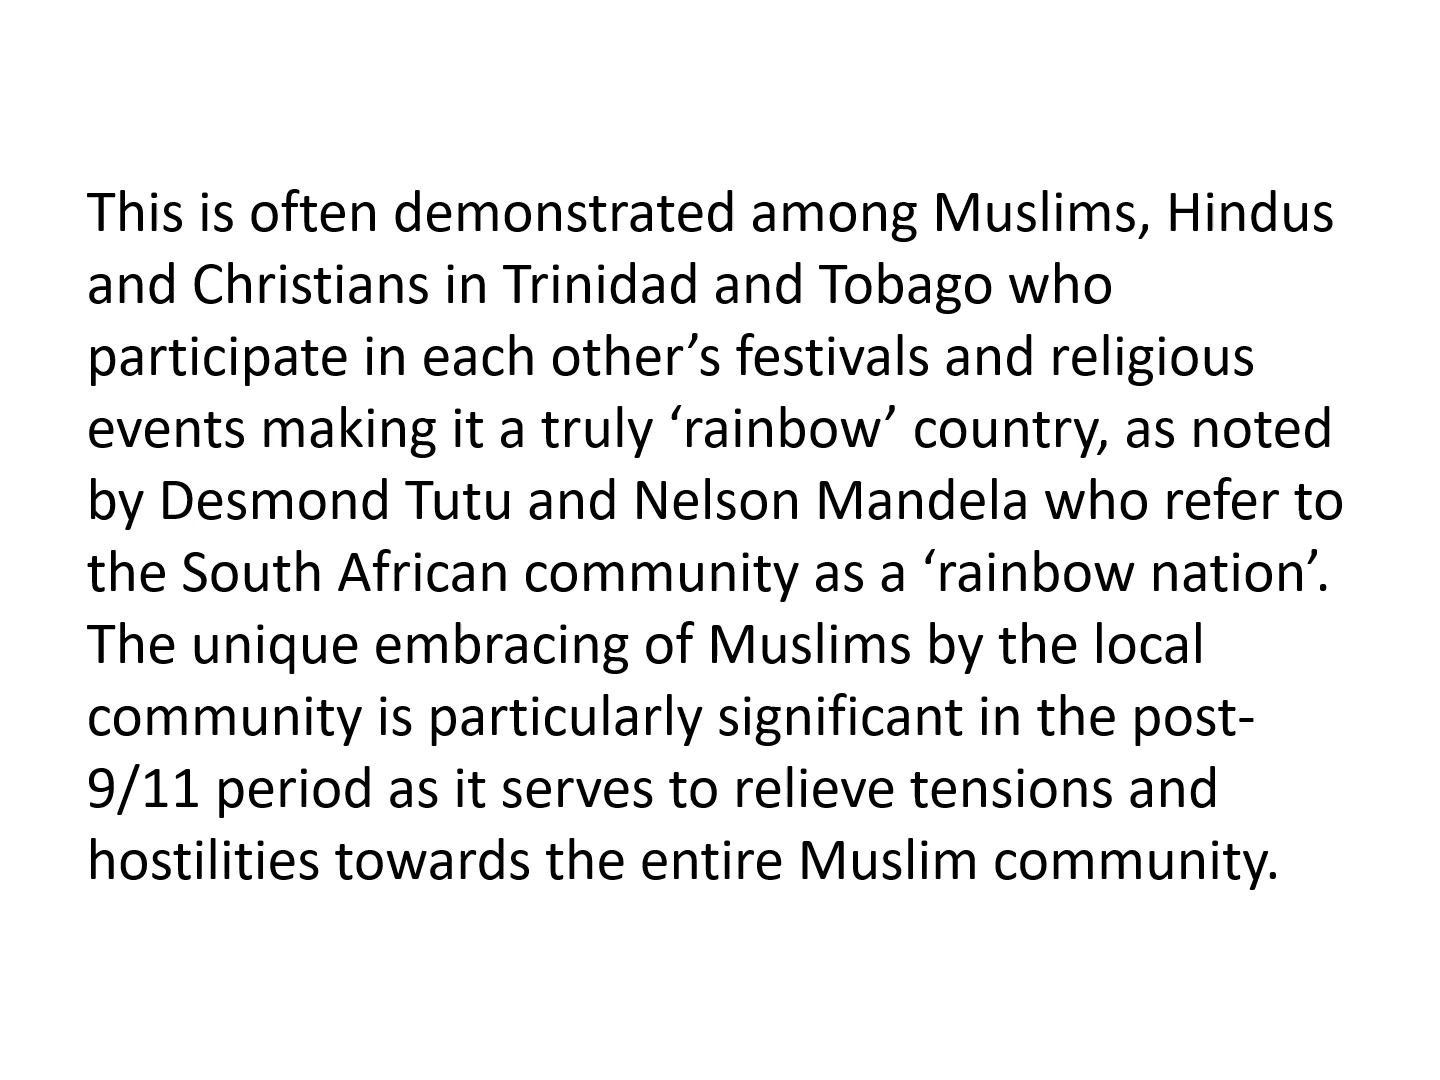 This is often demonstrated among Muslims, Hindus
and Christians in Trinidad and Tobago who
participate in each other’s festivals and religious
events making it a truly ‘rainbow’ country, as noted
by Desmond Tutu and Nelson Mandela who refer to
the South African community as a ‘rainbow nation’.
The unique embracing of Muslims by the local
community is particularly significant in the post-
9/11 period as it serves to relieve tensions and
hostilities towards the entire Muslim community.